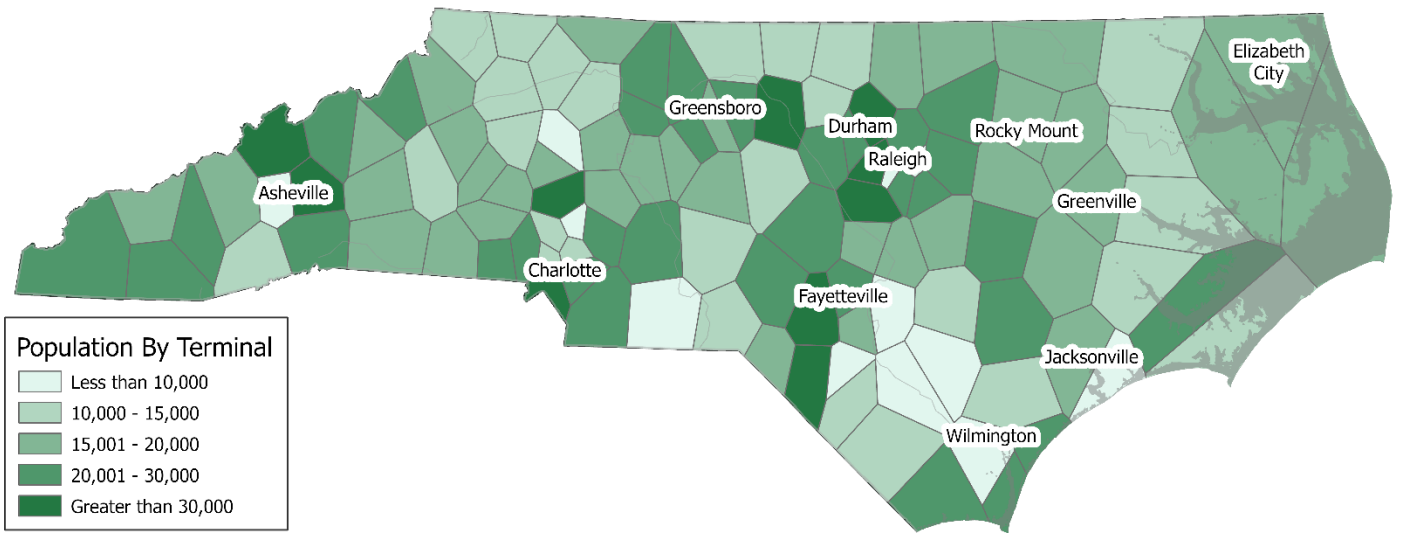 Elizabeth
City
Greensboro
Durham
Rocky Mount
Raleigh
Asheville
Greenville
Charlotte
Fayetteville
Jacksonville
Wilmington
Population By Terminal
Less than 10,000
10,000 - 15,000
15,001 - 20,000
20,001 - 30,000
Greater than 30,000